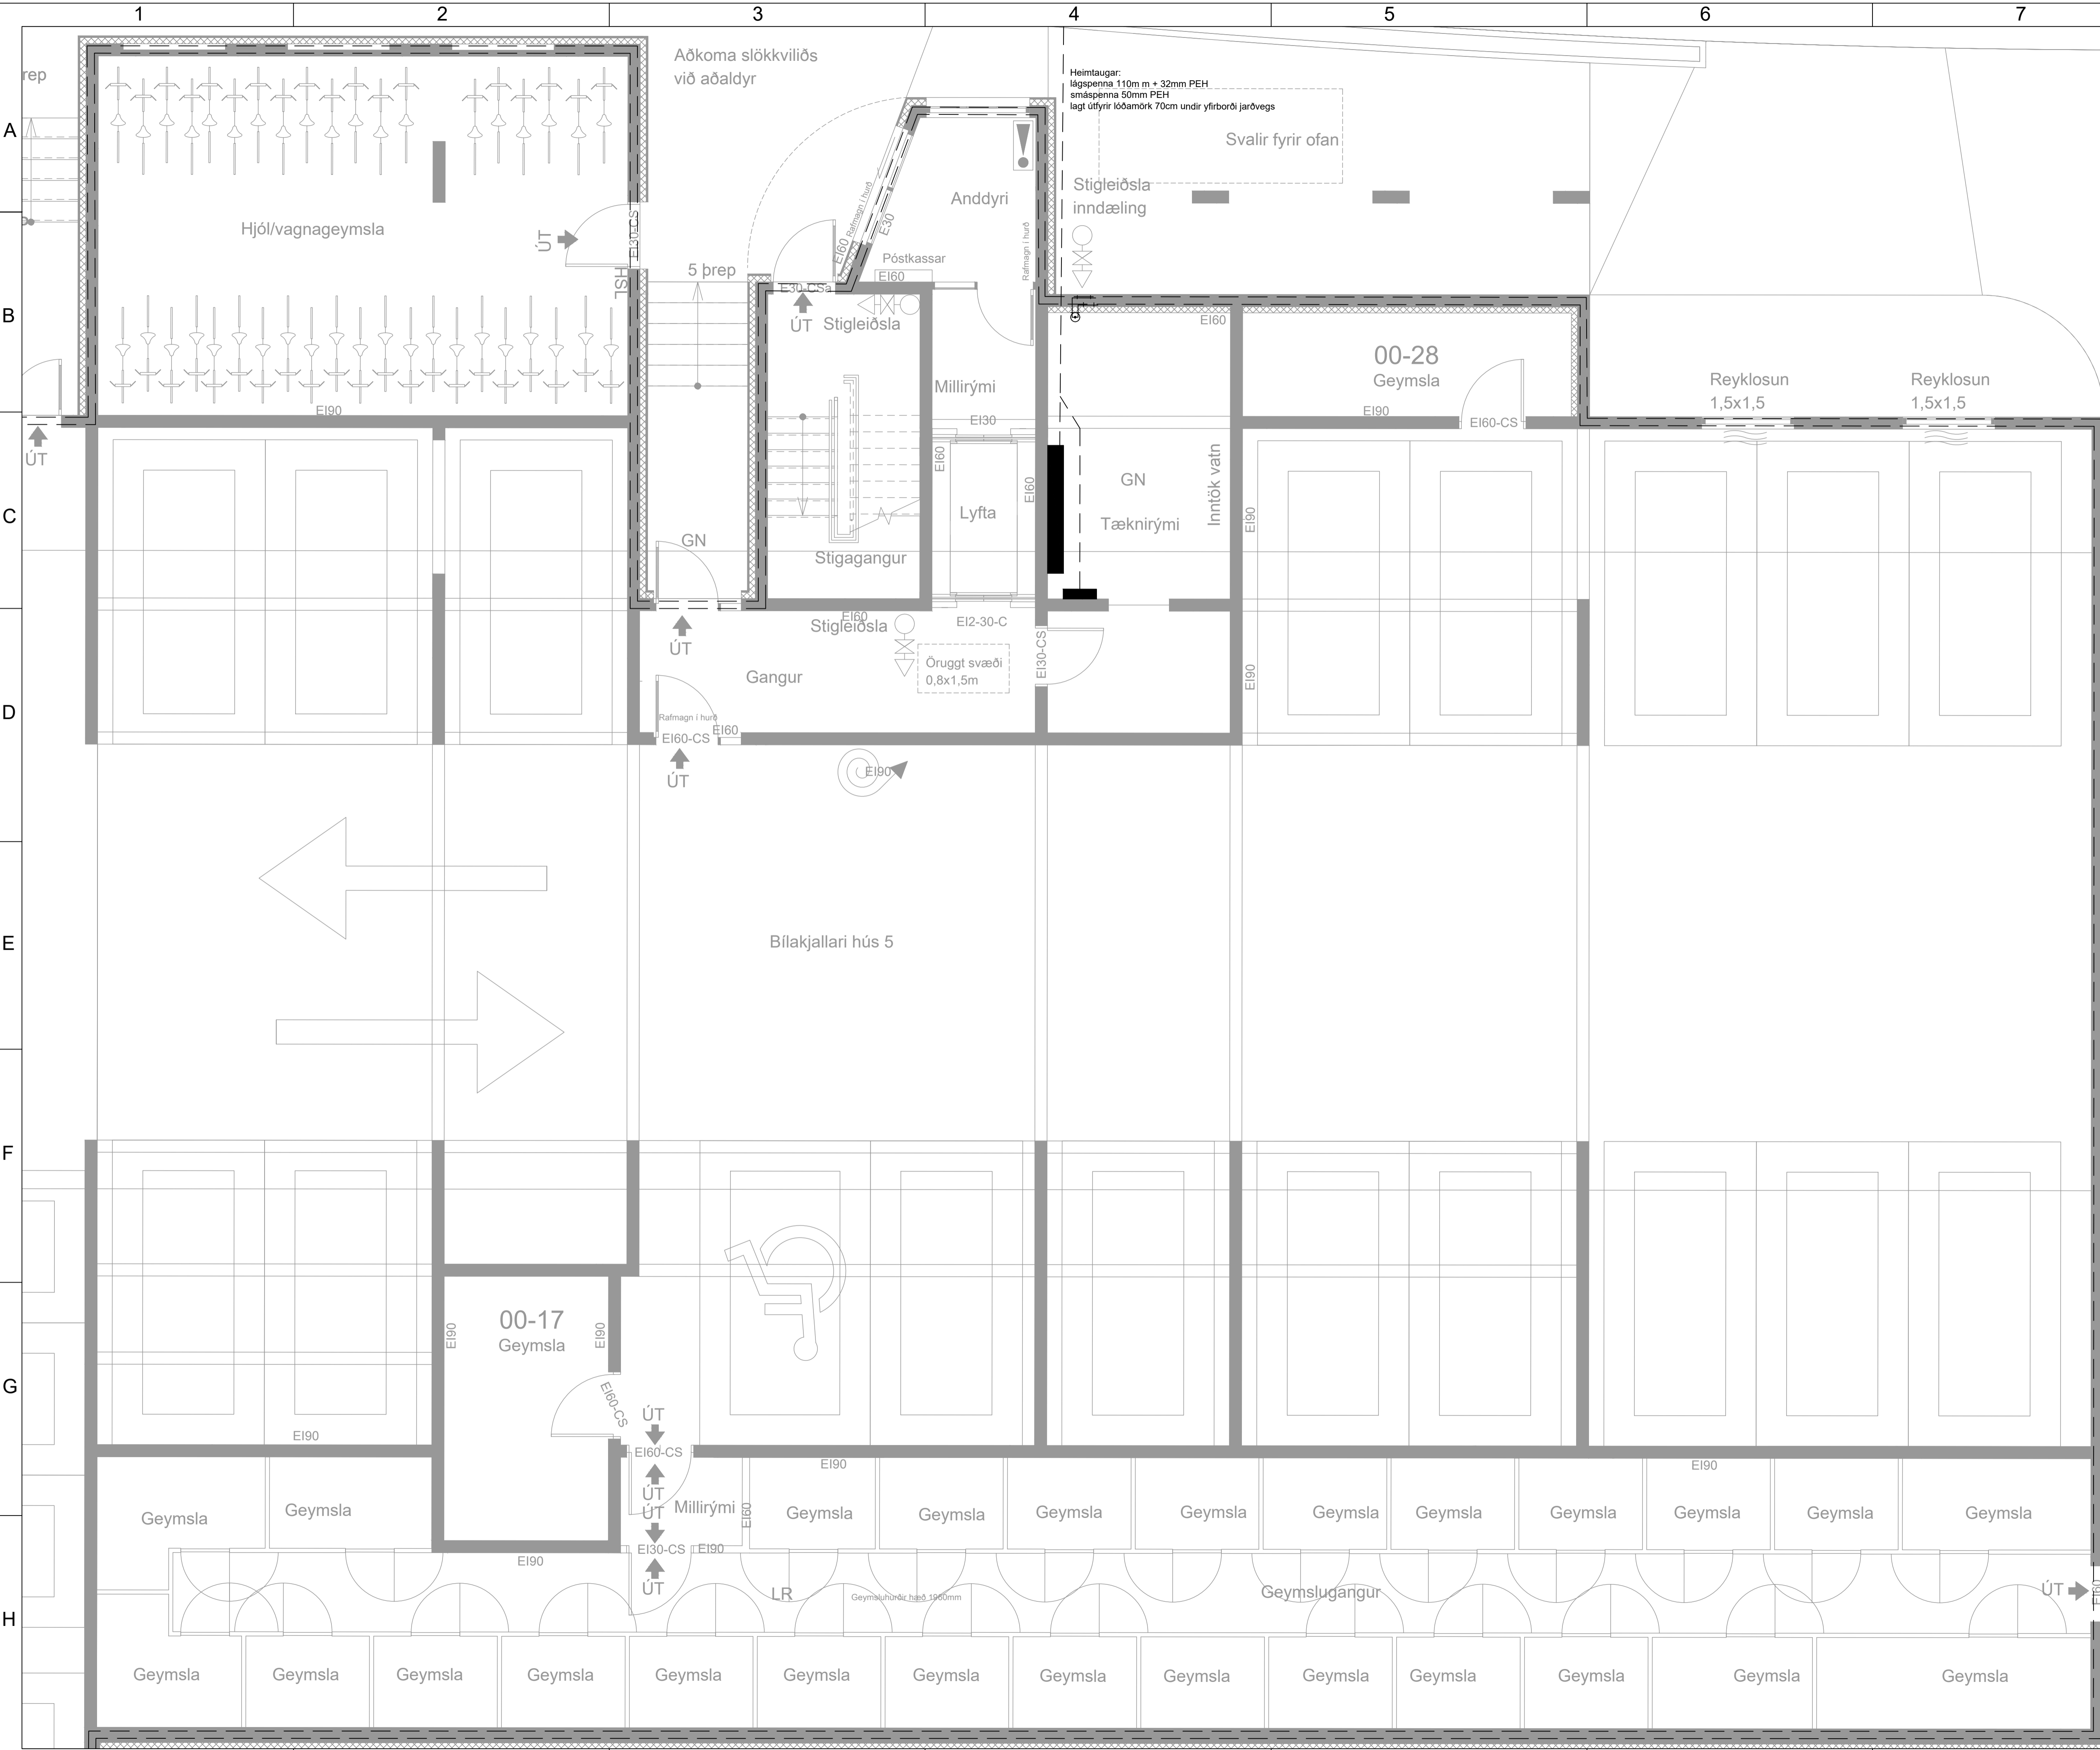 1
2
3
4
5
6
7
A
B
C
D
E
F
G
H
rep
Aðkoma slökkviliðs
við aðaldyr
Heimtaugar:
lágspenna 110m m + 32mm PEH
smáspenna 50mm PEH
lagt útfyrir lóðamörk 70cm undir yfirborði jarðvegs
Svalir fyrir ofan
Stigleiðsla
inndæling
Anddyri
Rafmagn í hurð
EI60
E30
Rafmagn í hurð
Póstkassar
EI60
Hjól/vagnageymsla
ÚT
EI30-CS
HSL
5 þrep
E30-CSa
ÚT
Stigleiðsla
EI60
00-28
Geymsla
Millirými
Reyklosun
1,5x1,5
Reyklosun
1,5x1,5
EI90
EI30
EI90
EI60-CS
ÚT
EI60
EI60
GN
Tæknirými
Inntök vatn
Lyfta
EI90
GN
Stigagangur
EI60
Stigleiðsla
EI2-30-C
ÚT
Öruggt svæði
0,8x1,5m
EI30-CS
EI90
Gangur
Rafmagn í hurð
EI60
EI60-CS
ÚT
EI90
Bílakjallari hús 5
00-17
Geymsla
EI90
EI90
EI60-CS
ÚT
EI60-CS
EI90
EI90
EI90
ÚT
ÚT
Millirými
EI60
Geymsla
Geymsla
Geymsla
Geymsla
Geymsla
Geymsla
Geymsla
Geymsla
Geymsla
Geymsla
Geymsla
Geymsla
EI30-CS
EI90
EI90
ÚT
LR
Geymsluhurðir hæð 1960mm
Geymslugangur
ÚT
EI60
Geymsla
Geymsla
Geymsla
Geymsla
Geymsla
Geymsla
Geymsla
Geymsla
Geymsla
Geymsla
Geymsla
Geymsla
Geymsla
Geymsla